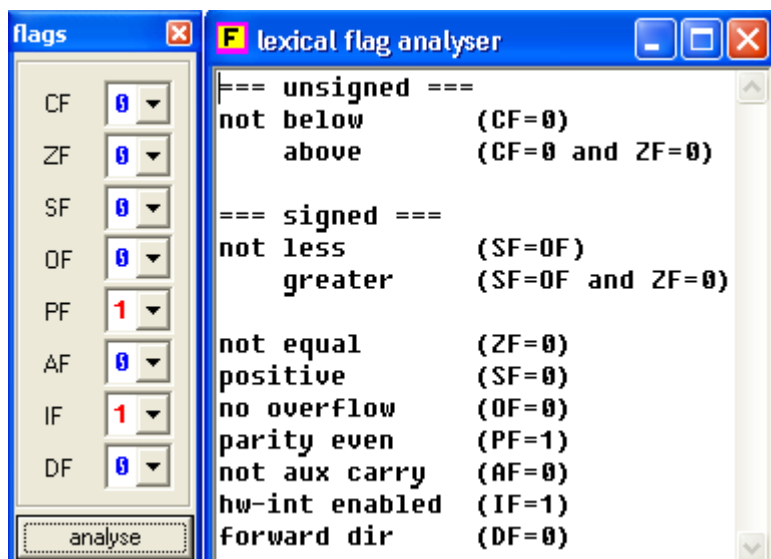 flags
CF 0
ZF 0
SF 0
OF 0
PF 1
AF 0
IF 1
DF 0
analyse
F lexical flag analyser
=== unsigned ===
not below (CF=0)
above (CF=0 and ZF=0)
=== signed ===
not less (SF=OF)
greater (SF=OF and ZF=0)
not equal (ZF=0)
positive (SF=0)
no overflow (OF=0)
parity even (PF=1)
not aux carry (AF=0)
hw-int enabled (IF=1)
forward dir (DF=0)